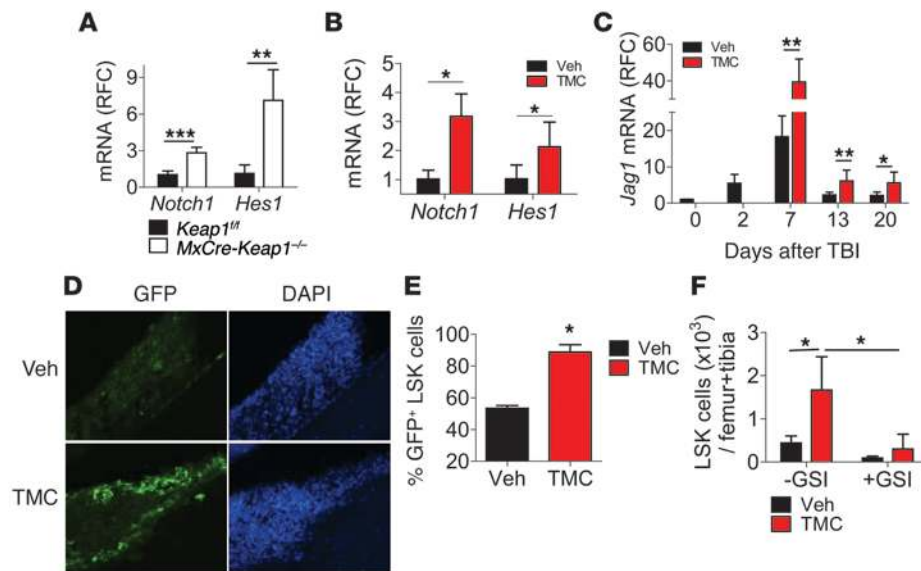 A
mRNA (RFC)
9
6
3
0
***
**
Notch1 Hes1
Keap1f/f
MxCre-Keap1–/–
B
mRNA (RFC)
5
4
3
2
1
*
*
Veh
TMC
Notch1 Hes1
C
Jag1 mRNA (RFC)
60
40
20
10
0
**
**
*
Veh
TMC
0 2 7 13 20
Days after TBI
D
GFP DAPI
Veh
TMC
E
% GFP+ LSK cells
100
80
60
40
20
*
Veh
TMC
Veh TMC
F
LSK cells (x10³)
/ femur+tibia
3
2
1
0
*
*
-GSI +GSI
Veh
TMC